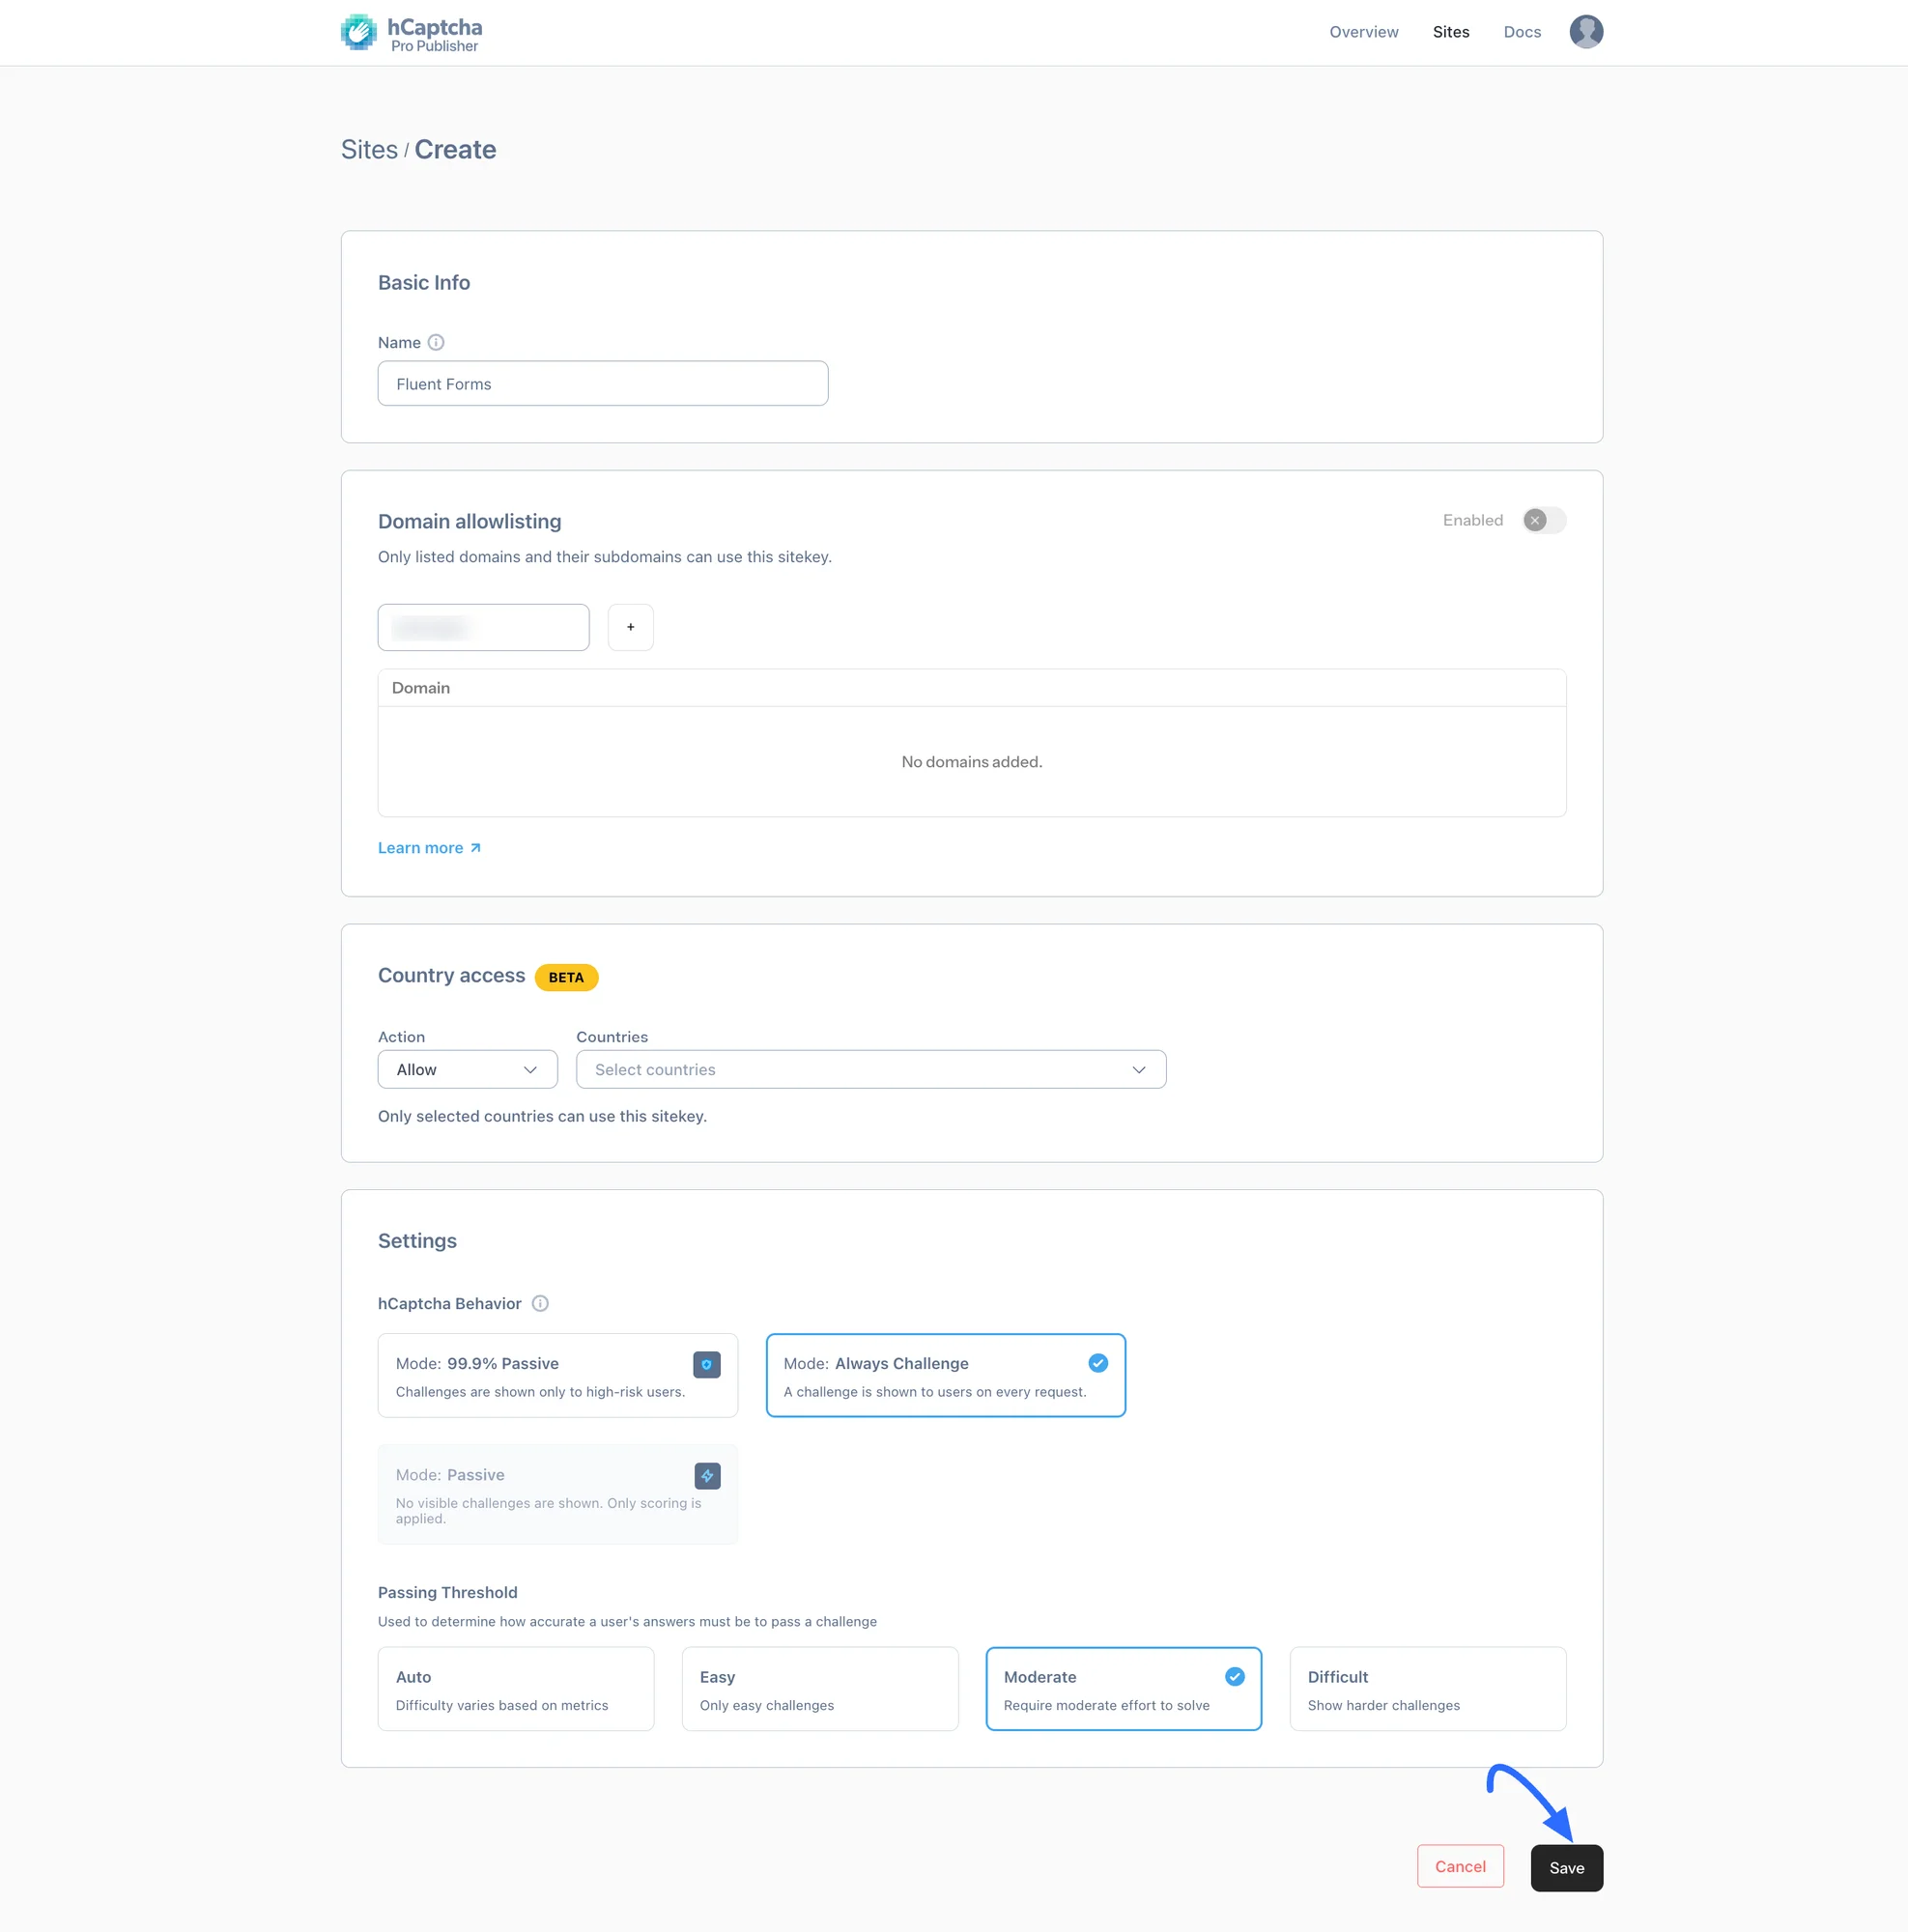 hCaptcha
Pro Publisher
Overview
Sites
Docs
Sites / Create
Basic Info
Name
Fluent Forms
Domain allowlisting
Enabled
Only listed domains and their subdomains can use this sitekey.
+
Domain
No domains added.
Learn more
Country access BETA
Action
Countries
Allow
Select countries
Only selected countries can use this sitekey.
Settings
hCaptcha Behavior
Mode: 99.9% Passive
Challenges are shown only to high-risk users.
Mode: Always Challenge
A challenge is shown to users on every request.
Mode: Passive
No visible challenges are shown. Only scoring is
applied.
Passing Threshold
Used to determine how accurate a user's answers must be to pass a challenge
Auto
Difficulty varies based on metrics
Easy
Only easy challenges
Moderate
Require moderate effort to solve
Difficult
Show harder challenges
Cancel
Save